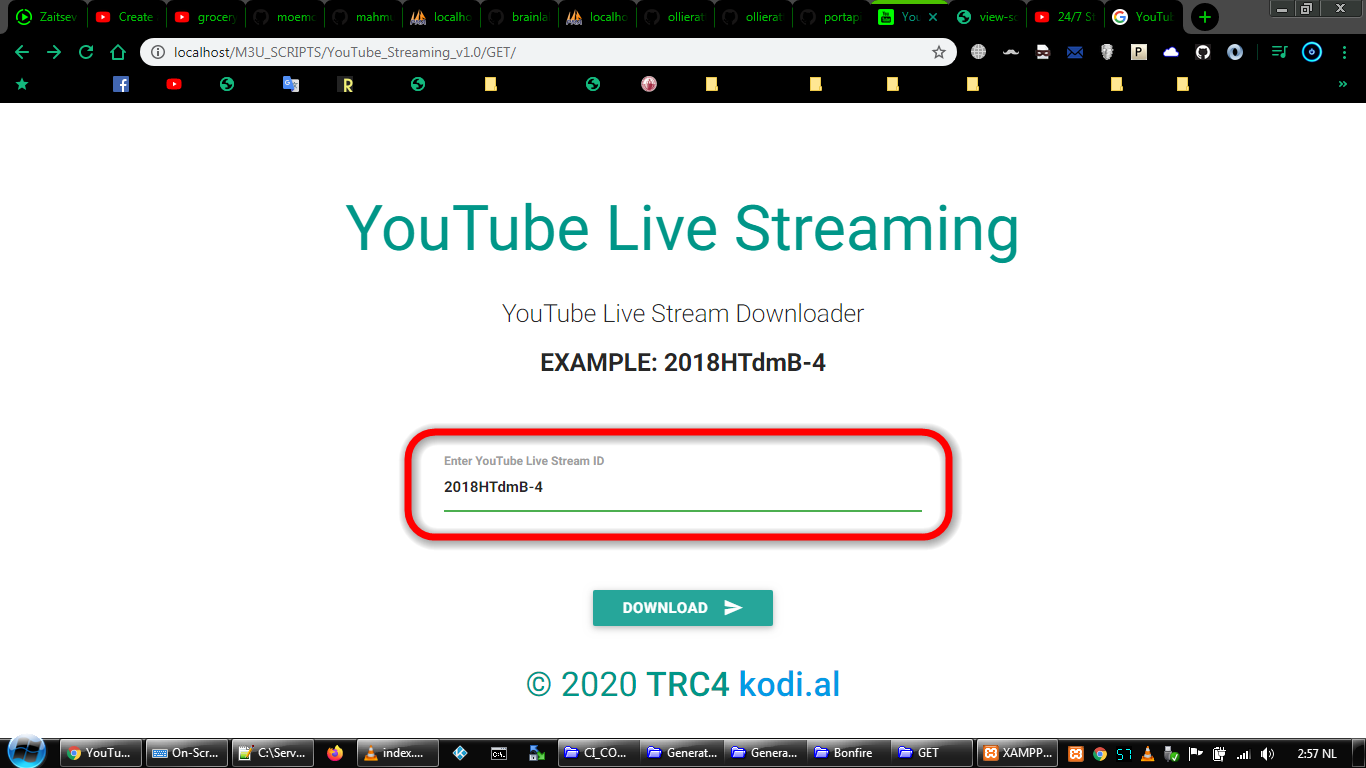 Zaitsev
Create
grocery
moemo
mahmo
localho
brainla
localho
ollierat
ollierat
portap
You
view-so
24/7 St
YouTub
localhost/M3U_SCRIPTS/YouTube_Streaming_v1.0/GET/
YouTube Live Streaming
YouTube Live Stream Downloader
EXAMPLE: 2018HTdmB-4
Enter YouTube Live Stream ID
2018HTdmB-4
DOWNLOAD
© 2020 TRC4 kodi.al
YouTu...
On-Scr...
C:\Serv...
index....
CI_CO...
Generat...
Genera...
Bonfire
GET
XAMPP...
57
2:57 NL